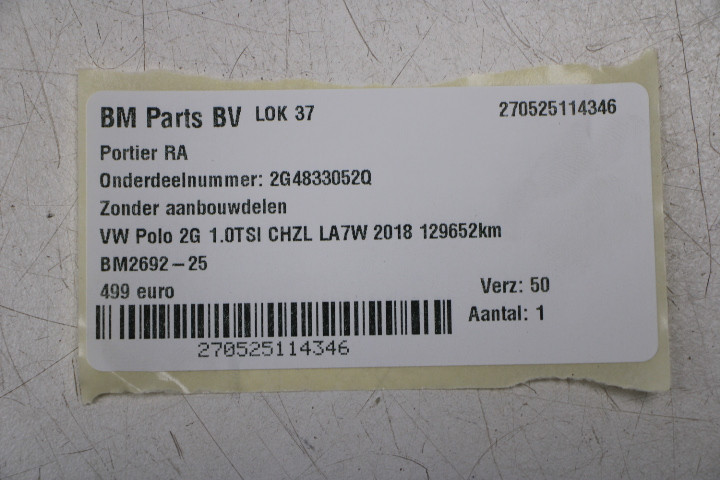 BM Parts BV LOK 37 270525114346
Portier RA
Onderdeelnummer: 2G4833052Q
Zonder aanbouwdelen
VW Polo 2G 1.0TSI CHZL LA7W 2018 129652km
BM2692-25
499 euro Verz: 50
Aantal: 1
270525114346